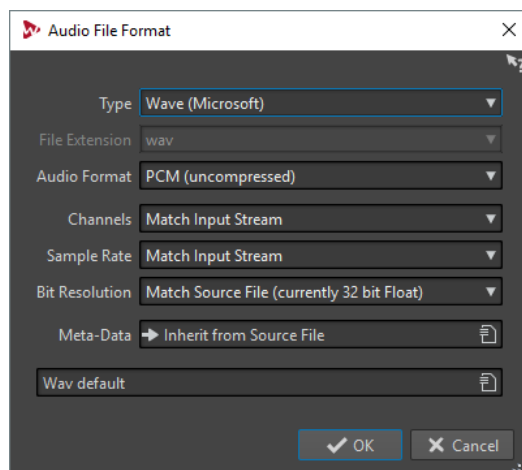 Audio File Format
Type Wave (Microsoft)
File Extension wav
Audio Format PCM (uncompressed)
Channels Match Input Stream
Sample Rate Match Input Stream
Bit Resolution Match Source File (currently 32 bit Float)
Meta-Data Inherit from Source File
Wav default
OK Cancel